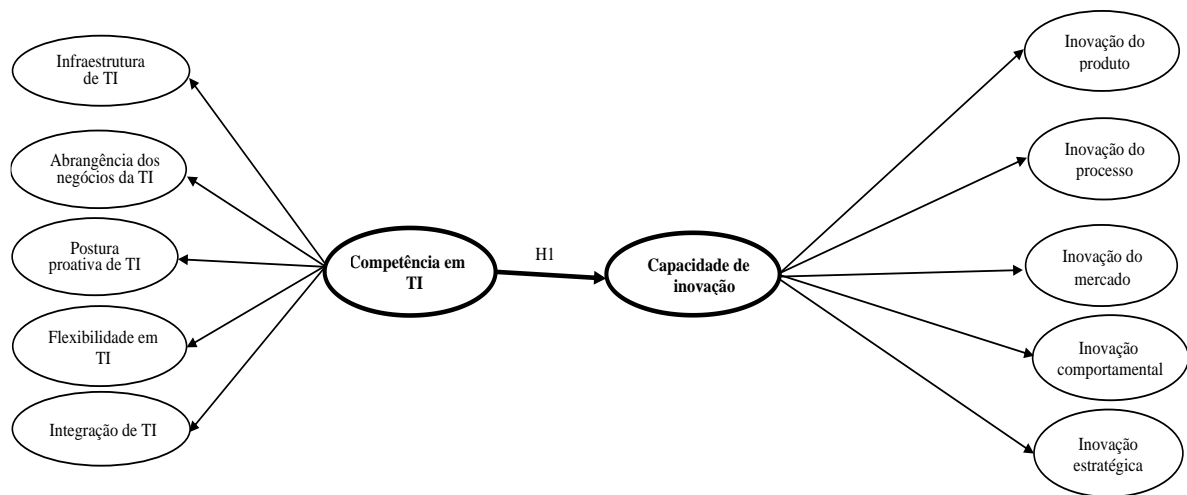 Infraestrutura
de TI
Abrangência dos
negócios da TI
Postura
proativa de TI
Flexibilidade em
TI
Integração de TI
Competência em
TI
H1
Capacidade de
inovação
Inovação do
produto
Inovação do
processo
Inovação do
mercado
Inovação
comportamental
Inovação
estratégica